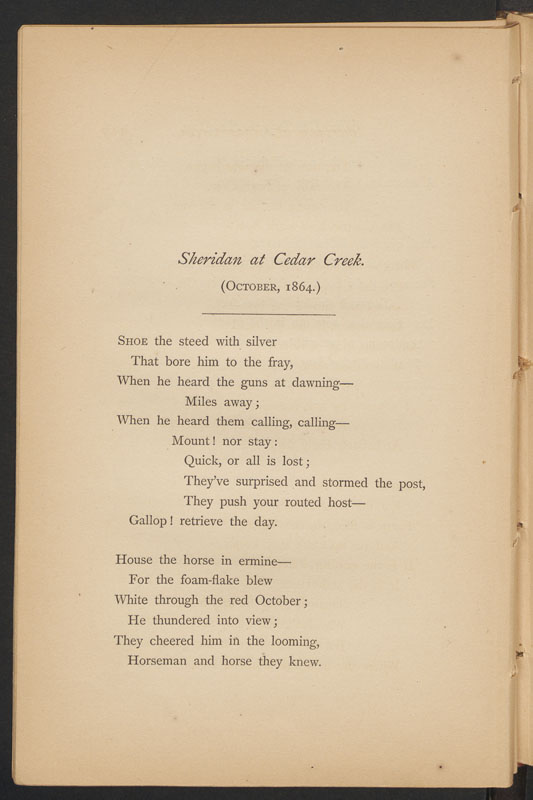 Sheridan at Cedar Creek.
(October, 1864.)
Shoe the steed with silver
That bore him to the fray,
When he heard the guns at dawning—
Miles away;
When he heard them calling, calling—
Mount! nor stay:
Quick, or all is lost;
They've surprised and stormed the post,
They push your routed host—
Gallop! retrieve the day.
House the horse in ermine—
For the foam-flake blew
White through the red October;
He thundered into view;
They cheered him in the looming,
Horseman and horse they knew.